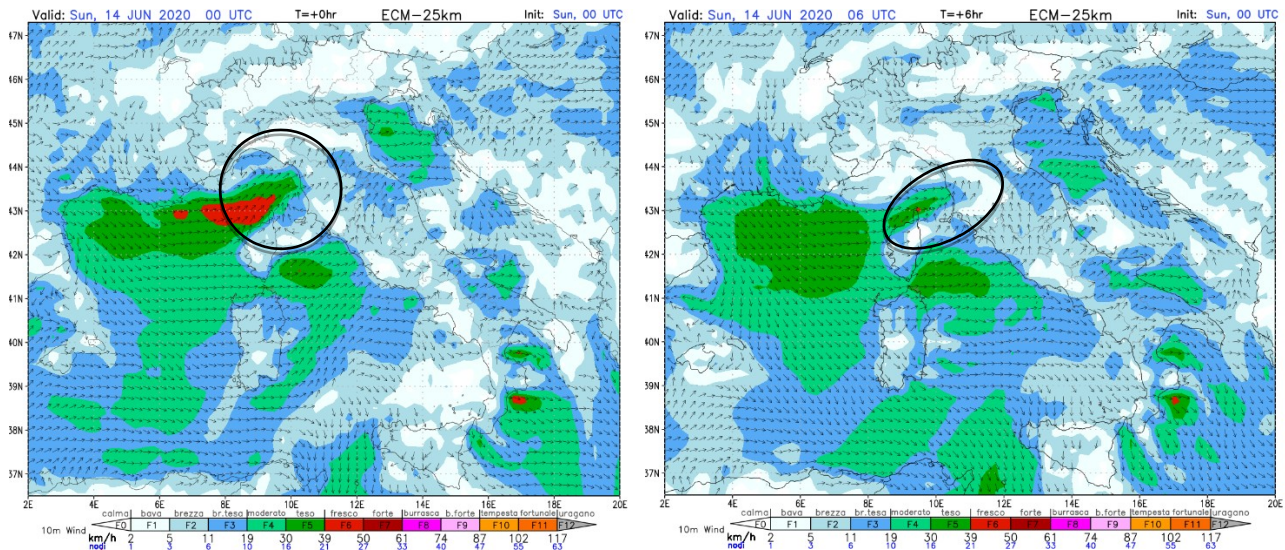 Valid: Sun, 14 JUN 2020 00 UTC T=+0hr ECM-25km Init: Sun, 00 UTC
47N
46N
45N
44N
43N
42N
41N
40N
39N
38N
37N
2E 4E 6E 8E 10E 12E 14E 16E 18E 20E
calma bava brezza br.tesa moderato teso fresco forte burrasca b.forte tempesta fortunale uragano
10m Wind F0 F1 F2 F3 F4 F5 F6 F7 F8 F9 F10 F11 F12
km/h 2 5 11 19 30 39 50 61 74 87 102 117
nodi 1 3 6 10 16 21 27 33 40 47 55 63
Valid: Sun, 14 JUN 2020 06 UTC T=+6hr ECM-25km Init: Sun, 00 UTC
47N
46N
45N
44N
43N
42N
41N
40N
39N
38N
37N
2E 4E 6E 8E 10E 12E 14E 16E 18E 20E
calma bava brezza br.tesa moderato teso fresco forte burrasca b.forte tempesta fortunale uragano
10m Wind F0 F1 F2 F3 F4 F5 F6 F7 F8 F9 F10 F11 F12
km/h 2 5 11 19 30 39 50 61 74 87 102 117
nodi 1 3 6 10 16 21 27 33 40 47 55 63